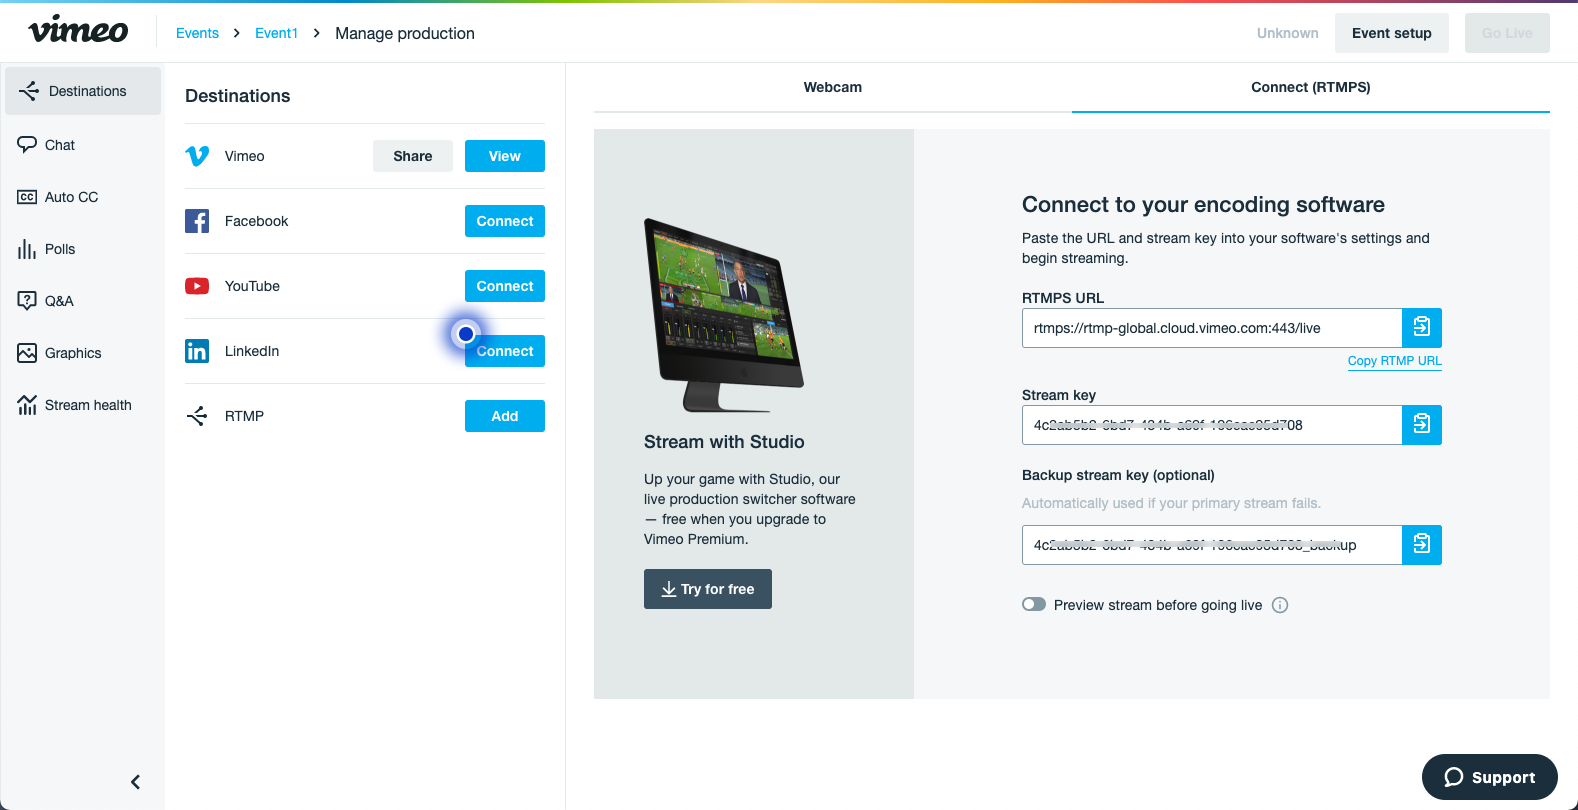 vimeo
Events > Event1 > Manage production
Unknown
Event setup
Go Live
Destinations
Chat
Auto CC
Polls
Q&A
Graphics
Stream health
Destinations
Vimeo
Share
View
Facebook
Connect
YouTube
Connect
LinkedIn
Connect
RTMP
Add
Webcam
Connect (RTMPS)
Stream with Studio
Up your game with Studio, our
live production switcher software
— free when you upgrade to
Vimeo Premium.
Try for free
Connect to your encoding software
Paste the URL and stream key into your software's settings and
begin streaming.
RTMPS URL
rtmps://rtmp-global.cloud.vimeo.com:443/live
Copy RTMP URL
Stream key
Backup stream key (optional)
Automatically used if your primary stream fails.
Preview stream before going live
Support